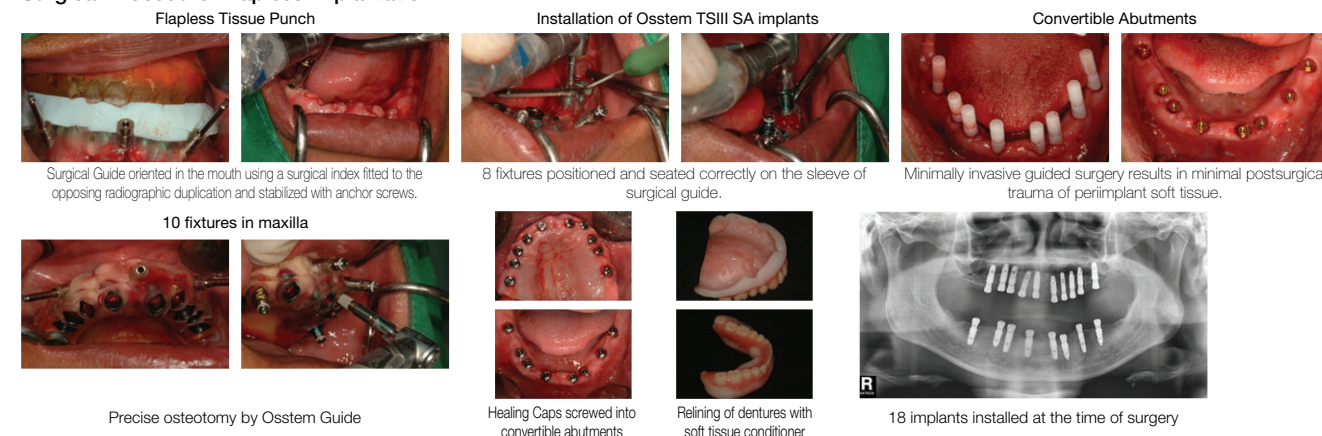 Flapless Tissue Punch
Installation of Osstem TSIII SA implants
Convertible Abutments
Surgical Guide oriented in the mouth using a surgical index fitted to the
opposing radiographic duplication and stabilized with anchor screws.
8 fixtures positioned and seated correctly on the sleeve of
surgical guide.
Minimally invasive guided surgery results in minimal postsurgica
trauma of periimplant soft tissue.
10 fixtures in maxilla
Precise osteotomy by Osstem Guide
Healing Caps screwed into
convertible abutments
Relining of dentures with
soft tissue conditioner
R
18 implants installed at the time of surgery